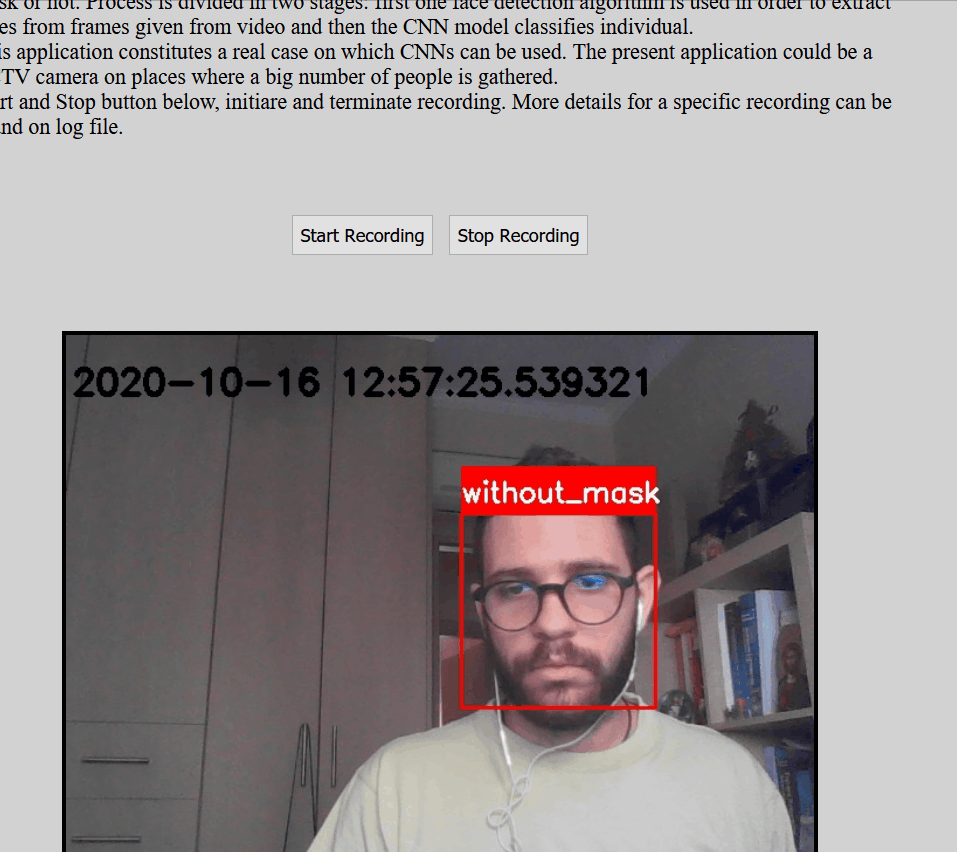 sk or not. Process is divided in two stages: first one face detection algorithm is used in order to extract
es from frames given from video and then the CNN model classifies individual.
is application constitutes a real case on which CNNs can be used. The present application could be a
TV camera on places where a big number of people is gathered.
rt and Stop button below, initiare and terminate recording. More details for a specific recording can be
nd on log file.
Start Recording Stop Recording
2020-10-16 12:57:25.539321
without_mask